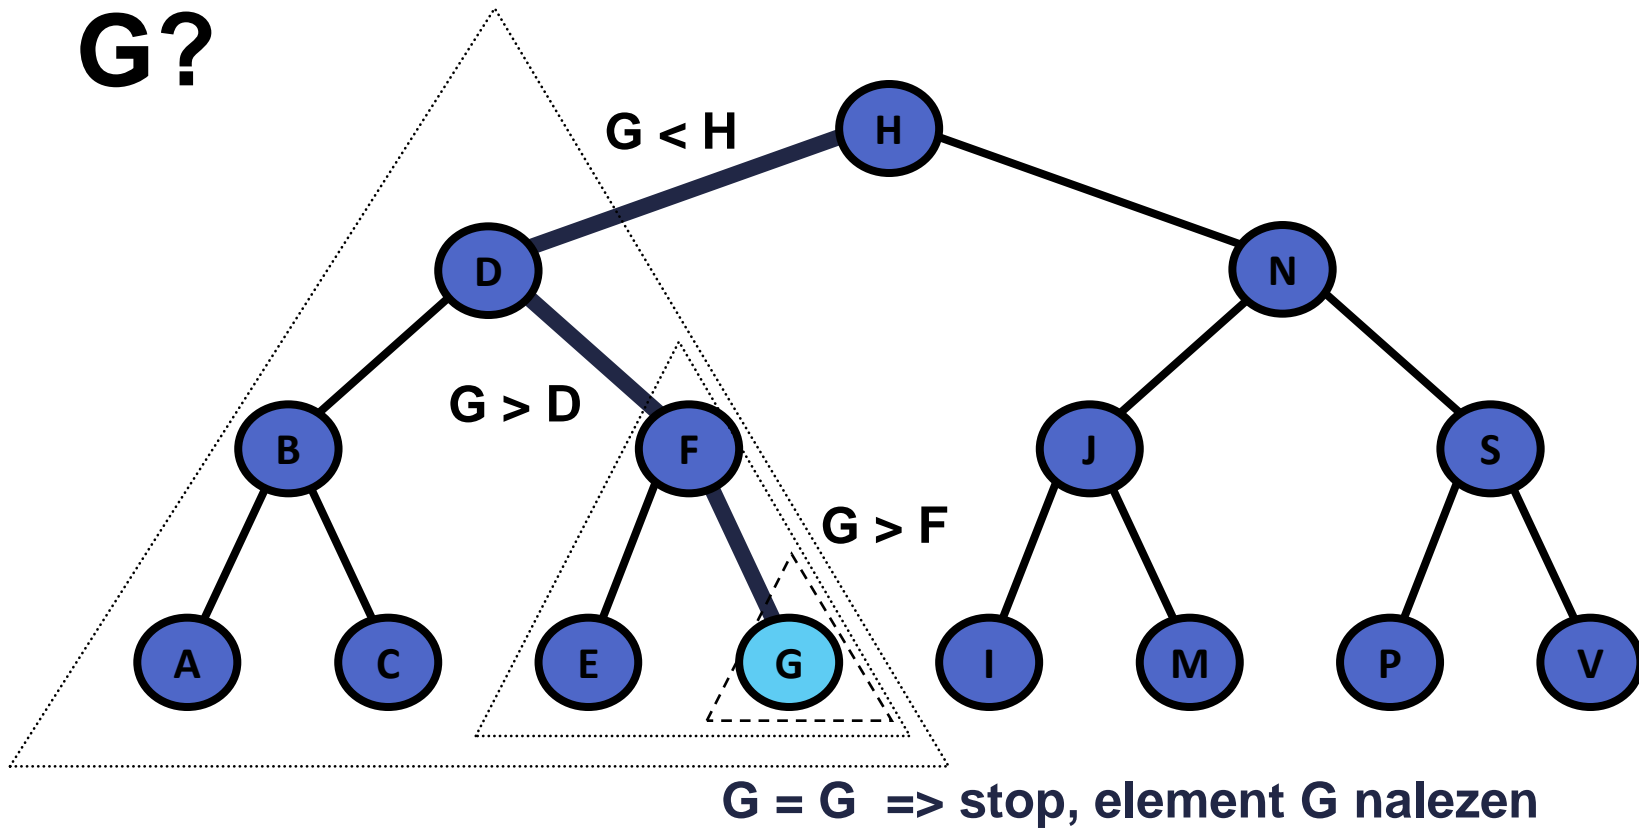 G?
G < H
H
D
N
G > D
B
F
J
S
G > F
A
C
E
G
I
M
P
V
G = G => stop, element G nalezen